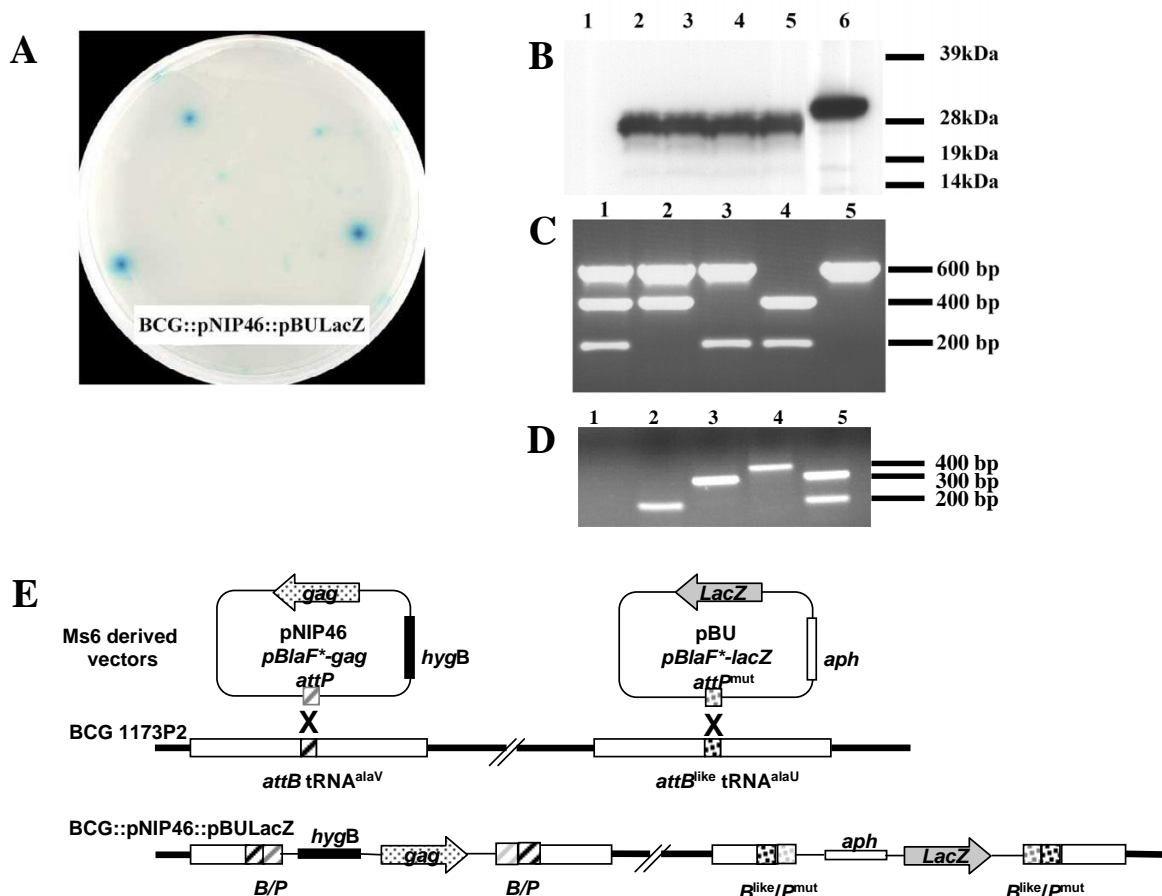 A
BCG::pNIP46::pBULacZ
B
1 2 3 4 5 6
39kDa
28kDa
19kDa
14kDa
C
1 2 3 4 5
600 bp
400 bp
200 bp
D
1 2 3 4 5
400 bp
300 bp
200 bp
E
Ms6 derived
vectors
gag
pNIP46
pBlaF*-gag
attP
hygB
LacZ
pBU
pBlaF*-lacZ
attPmut
aph
X
X
BCG 1173P2
attB tRNAalaV
attBlike tRNAalaU
BCG::pNIP46::pBULacZ
hygB
gag
aph
LacZ
B/P
B/P
Blike/Pmut
Blike/Pmut